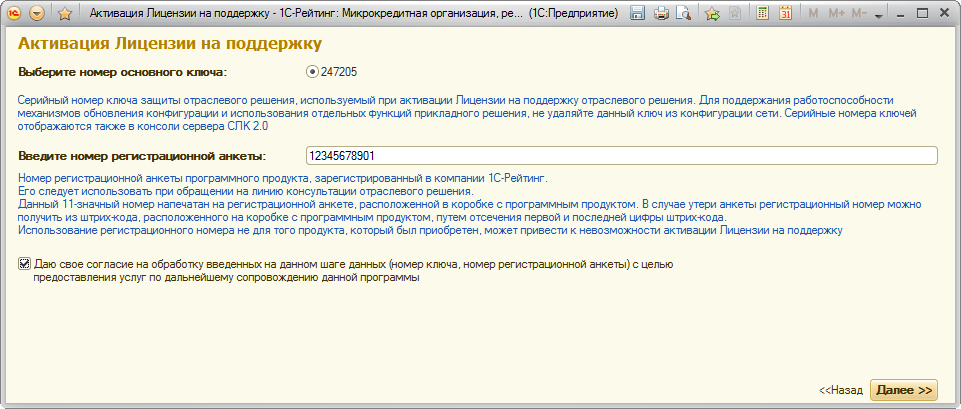 Активация Лицензии на поддержку - 1С-Рейтинг: Микрокредитная организация, ре... (1С:Предприятие)
M M+ M-
31
Активация Лицензии на поддержку
Выберите номер основного ключа: 247205
Серийный номер ключа защиты отраслевого решения, используемый при активации Лицензии на поддержку отраслевого решения. Для поддержания работоспособности
механизмов обновления конфигурации и использования отдельных функций прикладного решения, не удаляйте данный ключ из конфигурации сети. Серийные номера ключей
отображаются также в консоли сервера СЛК 2.0
Введите номер регистрационной анкеты: 12345678901
Номер регистрационной анкеты программного продукта, зарегистрированный в компании 1С-Рейтинг.
Его следует использовать при обращении на линию консультации отраслевого решения.
Данный 11-значный номер напечатан на регистрационной анкете, расположенной в коробке с программным продуктом. В случае утери анкеты регистрационный номер можно
получить из штрих-кода, расположенного на коробке с программным продуктом, путем отсечения первой и последней цифры штрих-кода.
Использование регистрационного номера не для того продукта, который был приобретен, может привести к невозможности активации Лицензии на поддержку
Даю свое согласие на обработку введенных на данном шаге данных (номер ключа, номер регистрационной анкеты) с целью
предоставления услуг по дальнейшему сопровождению данной программы
<<Назад Далее >>